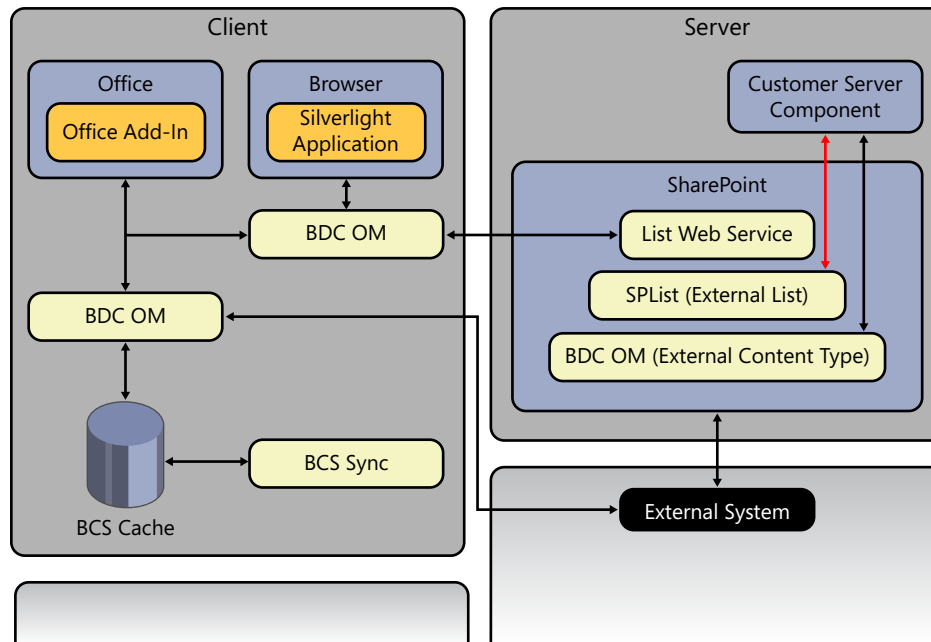 Client
Office
Office Add-In
Browser
Silverlight
Application
BDC OM
BDC OM
BCS Sync
BCS Cache
Server
Customer Server
Component
SharePoint
List Web Service
SPList (External List)
BDC OM (External Content Type)
External System